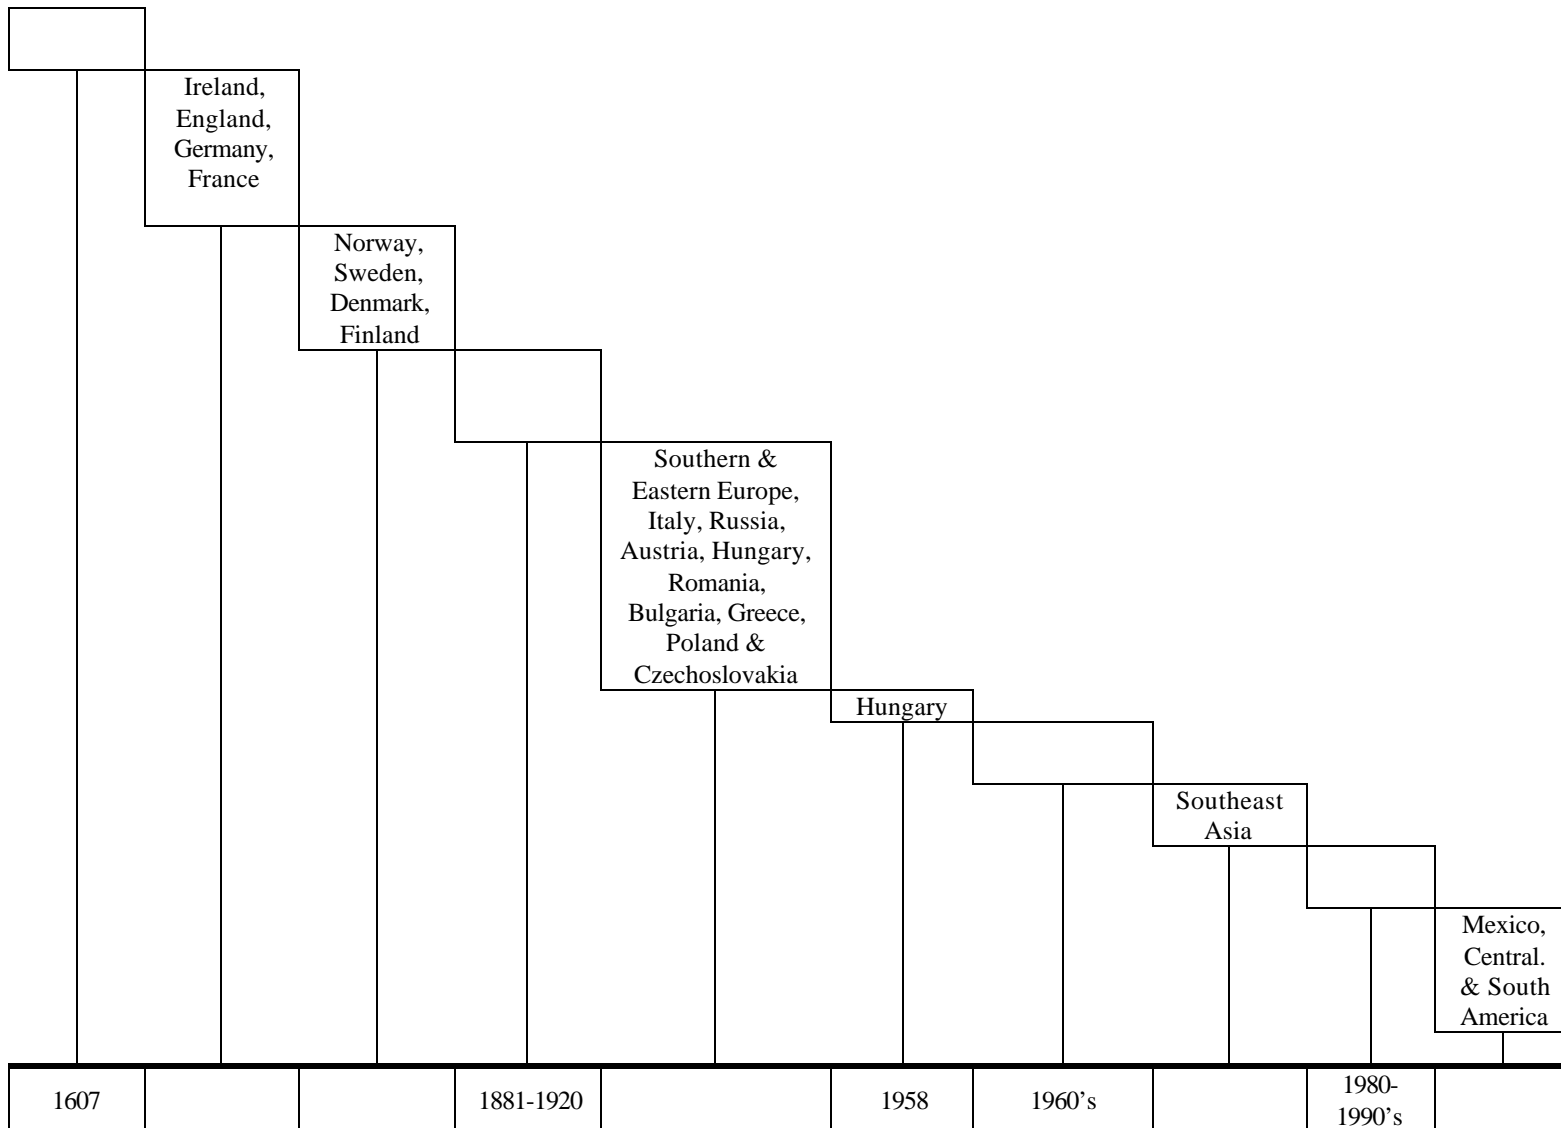 Ireland,
England,
Germany,
France
Norway,
Sweden,
Denmark,
Finland
Southern &
Eastern Europe,
Italy, Russia,
Austria, Hungary,
Romania,
Bulgaria, Greece,
Poland &
Czechoslovakia
Hungary
Southeast
Asia
Mexico,
Central.
& South
America
1607
1881-1920
1958
1960’s
1980-
1990’s